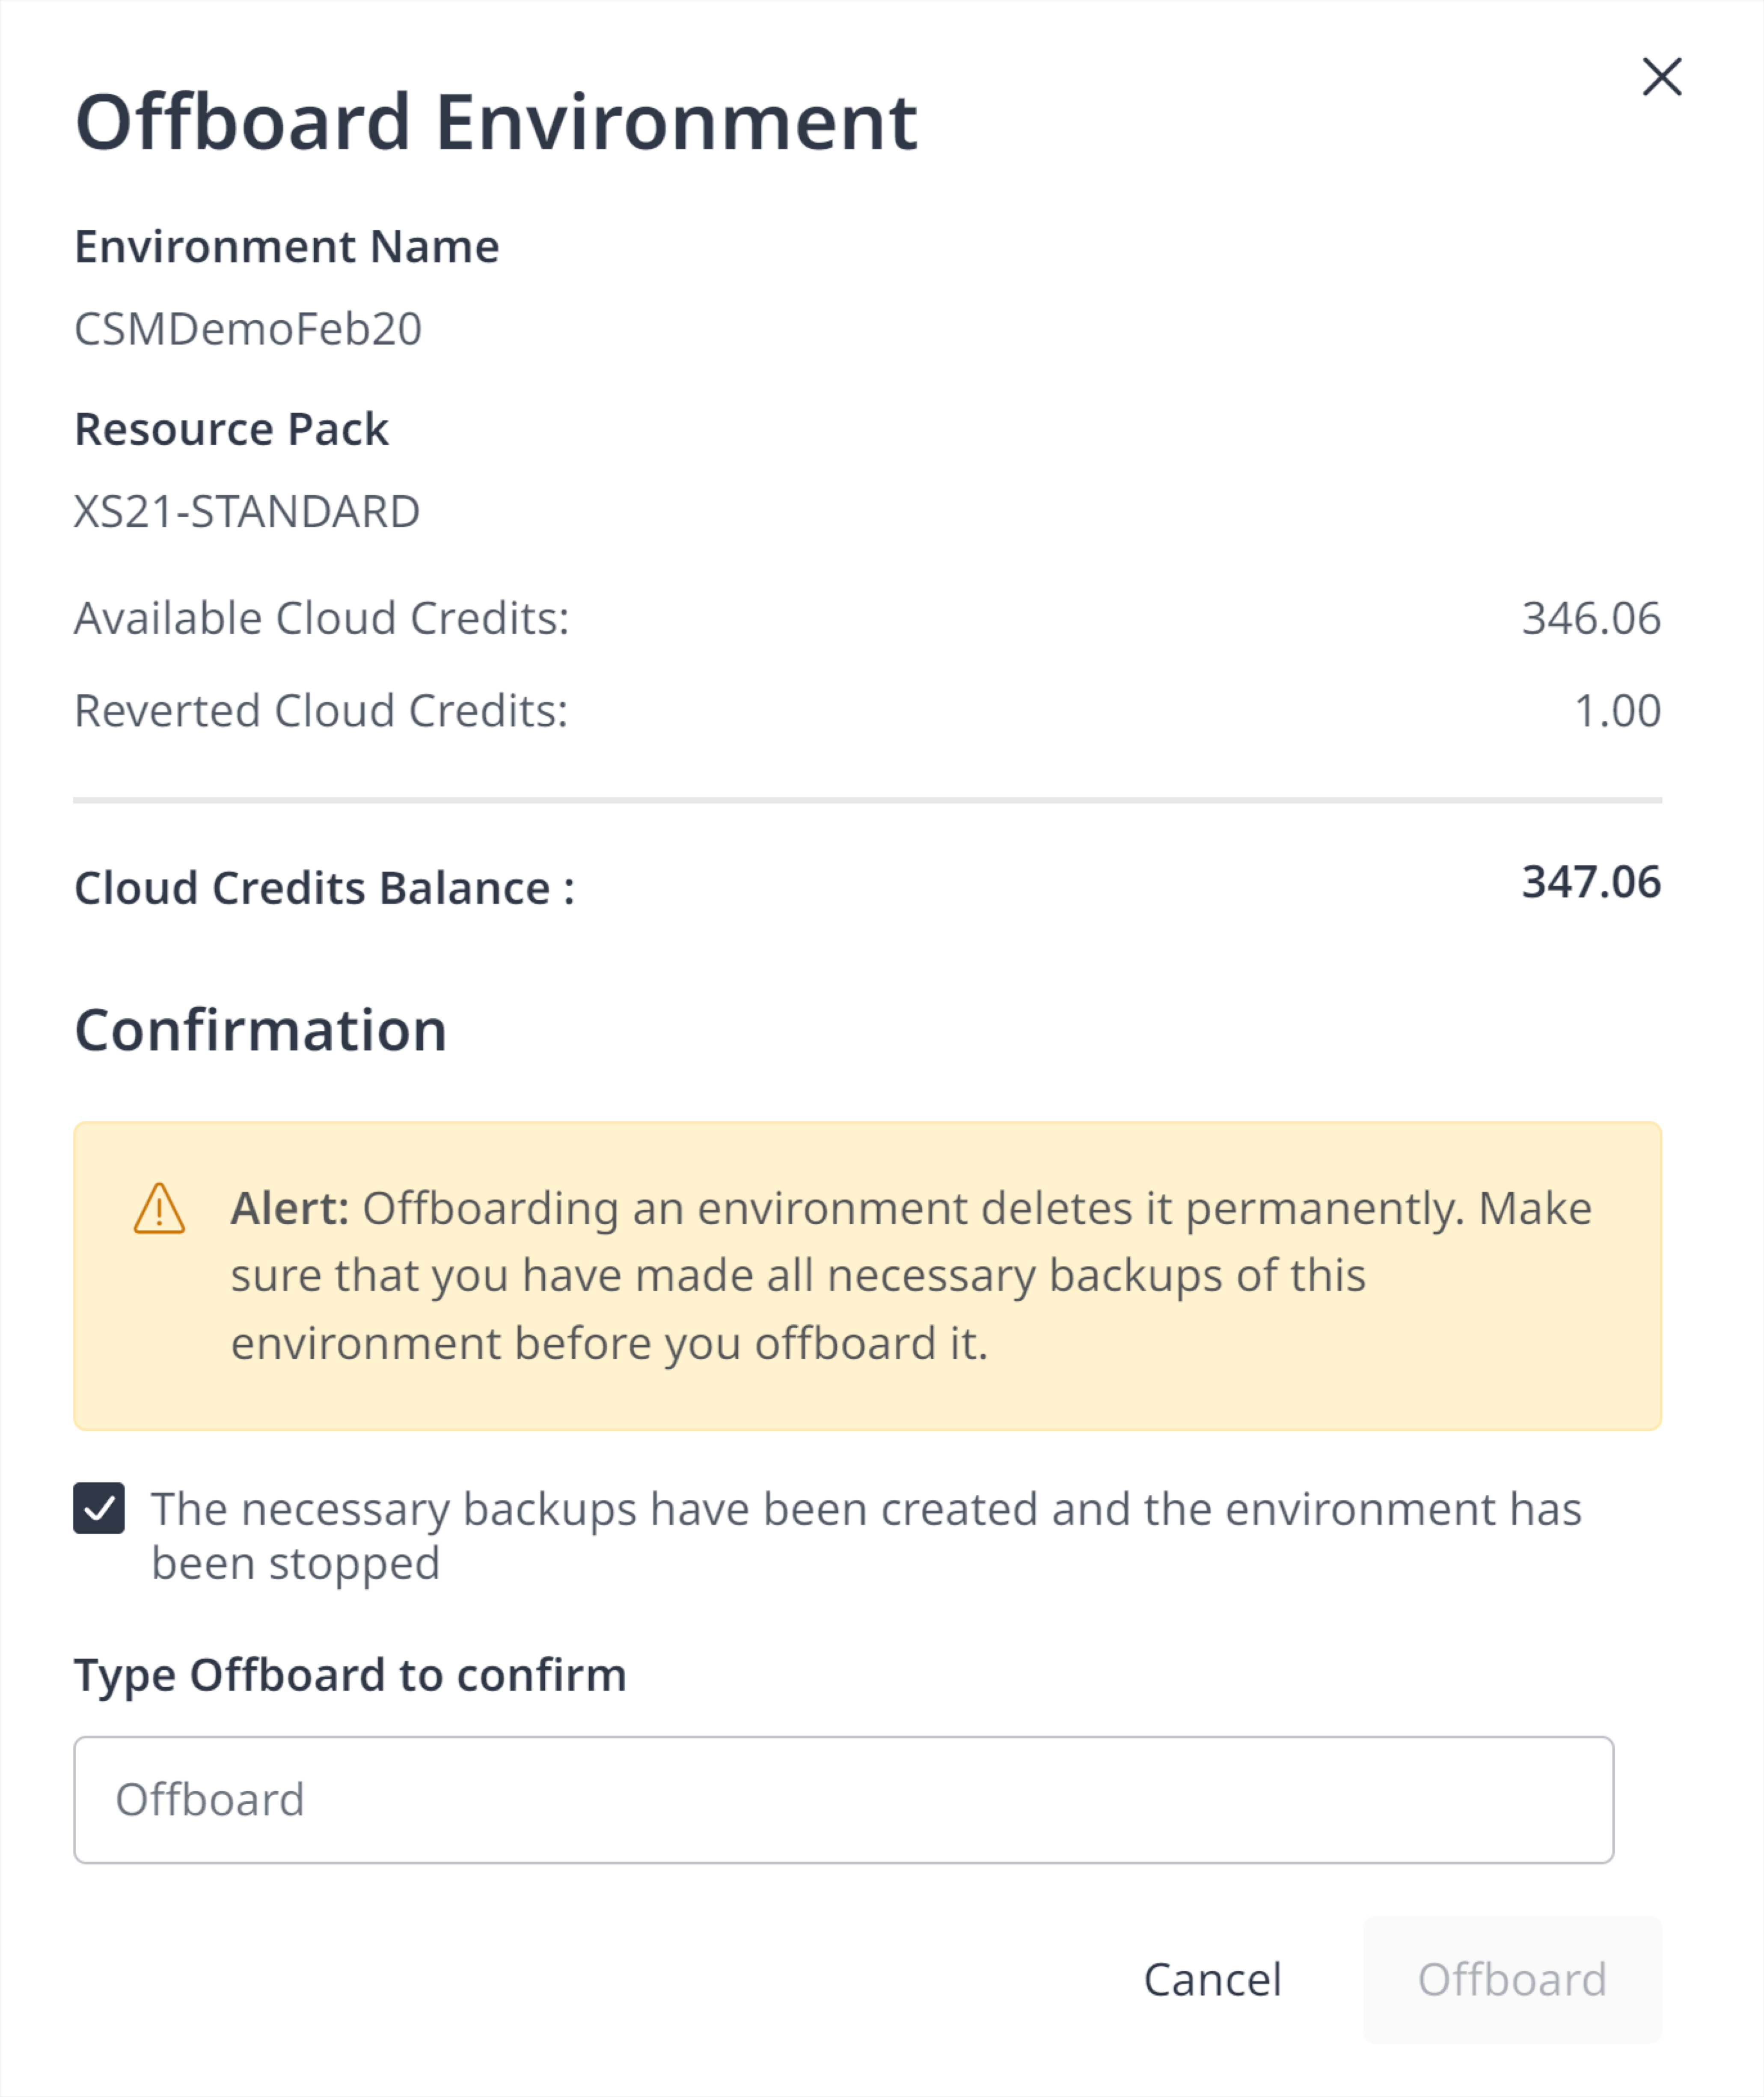 Offboard Environment
Environment Name
CSMDemoFeb20
Resource Pack
XS21-STANDARD
Available Cloud Credits: 346.06
Reverted Cloud Credits: 1.00
Cloud Credits Balance : 347.06
Confirmation
Alert: Offboarding an environment deletes it permanently. Make
sure that you have made all necessary backups of this
environment before you offboard it.
The necessary backups have been created and the environment has
been stopped
Type Offboard to confirm
Offboard
Cancel Offboard